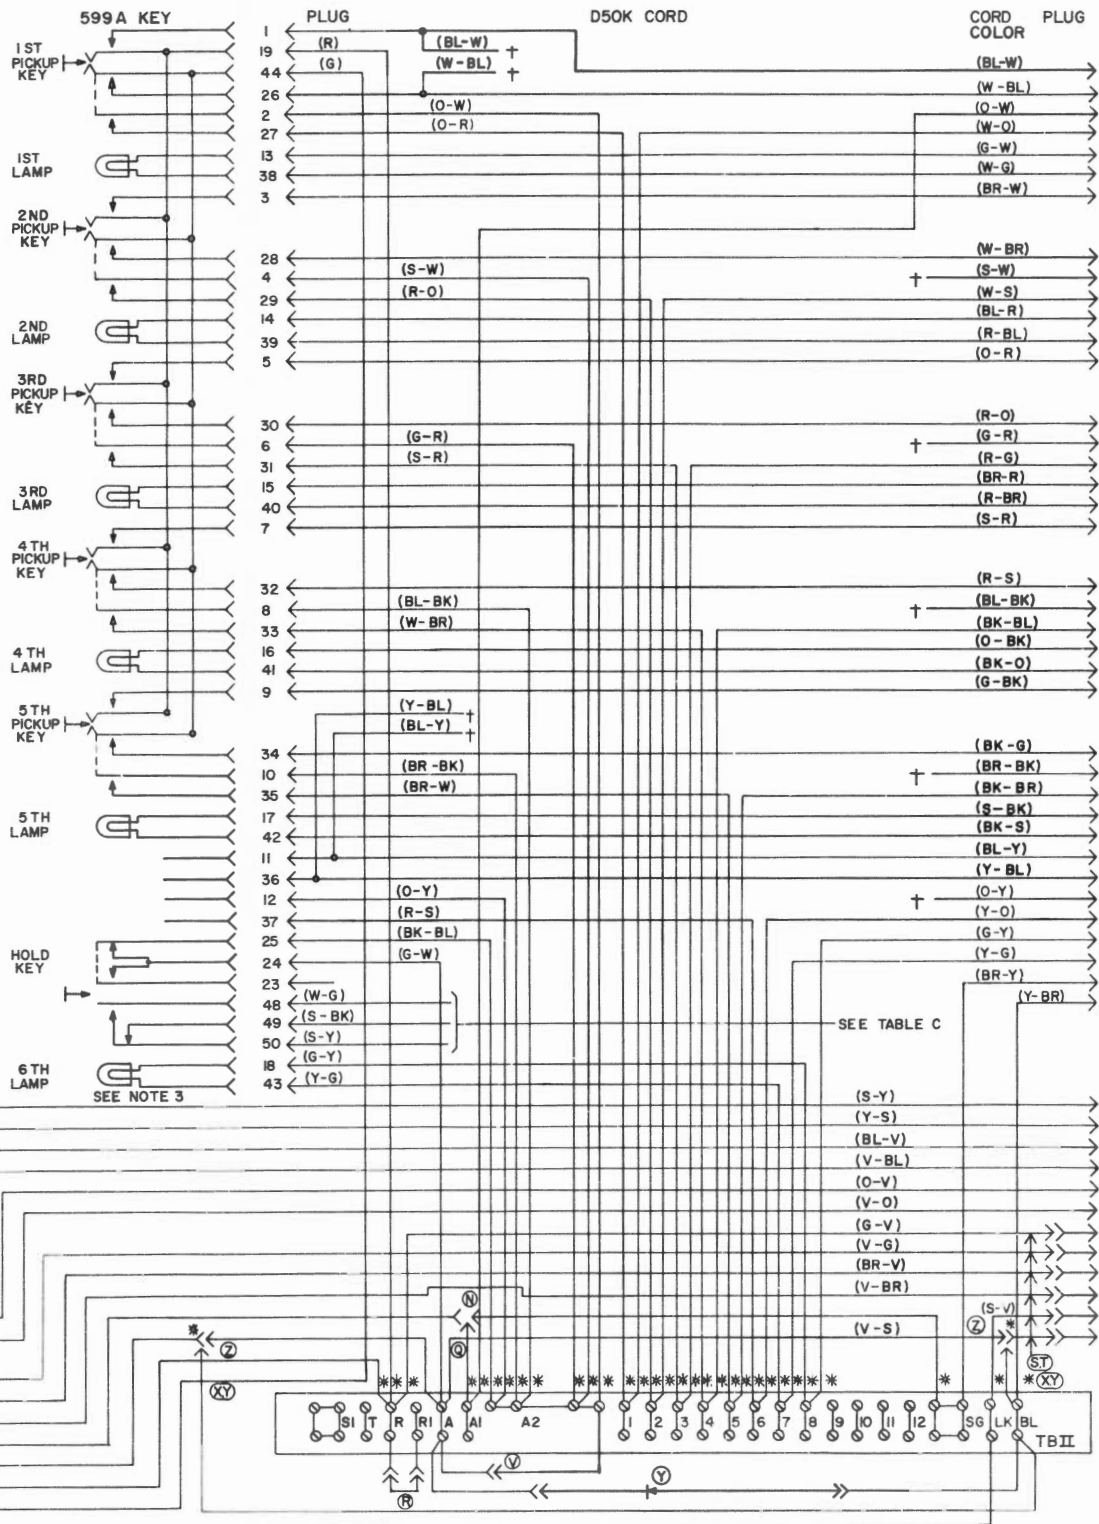 599A KEY PLUG D50K CORD CORD COLOR PLUG
1ST PICKUP KEY
1
19 (R) (BL-W) †
44 (G) (W-BL) † (BL-W)
26 (W-BL)
2 (O-W) (O-W)
27 (O-R) (W-O)
1ST LAMP
13 (G-W)
38 (W-G)
3 (BR-W)
2ND PICKUP KEY
28 (W-BR)
4 (S-W) † (S-W)
29 (R-O) (W-S)
2ND LAMP
14 (BL-R)
39 (R-BL)
5 (O-R)
3RD PICKUP KEY
30 (R-O)
6 (G-R) † (G-R)
31 (S-R) (R-G)
3RD LAMP
15 (BR-R)
40 (R-BR)
7 (S-R)
4TH PICKUP KEY
32 (R-S)
8 (BL-BK) † (BL-BK)
33 (W-BR) (BK-BL)
4TH LAMP
16 (O-BK)
41 (BK-O)
9 (G-BK)
5TH PICKUP KEY
(Y-BL) †
(BL-Y) †
34 (BK-G)
10 (BR-BK) † (BR-BK)
35 (BR-W) (BK-BR)
5TH LAMP
17 (S-BK)
42 (BK-S)
11 (BL-Y)
36 (Y-BL)
12 (O-Y) † (O-Y)
37 (R-S) (Y-O)
HOLD KEY
25 (BK-BL) (G-Y)
24 (G-W) (Y-G)
23 (BR-Y)
48 (W-G) (Y-BR)
49 (S-BK) SEE TABLE C
50 (S-Y)
6TH LAMP
18 (G-Y)
43 (Y-G)
SEE NOTE 3
(S-Y)
(Y-S)
(BL-V)
(V-BL)
(O-V)
(V-O)
(G-V)
(V-G)
(BR-V)
(V-BR)
N (S-V)
* Z Q (V-S) Z *
ST
XY * * * * * * * * * * * * * * * * * * * * * * * * * XY
S1 T R R1 A A1 A2 1 2 3 4 5 6 7 8 9 10 11 12 SG LK BL
TBII
V Y
R